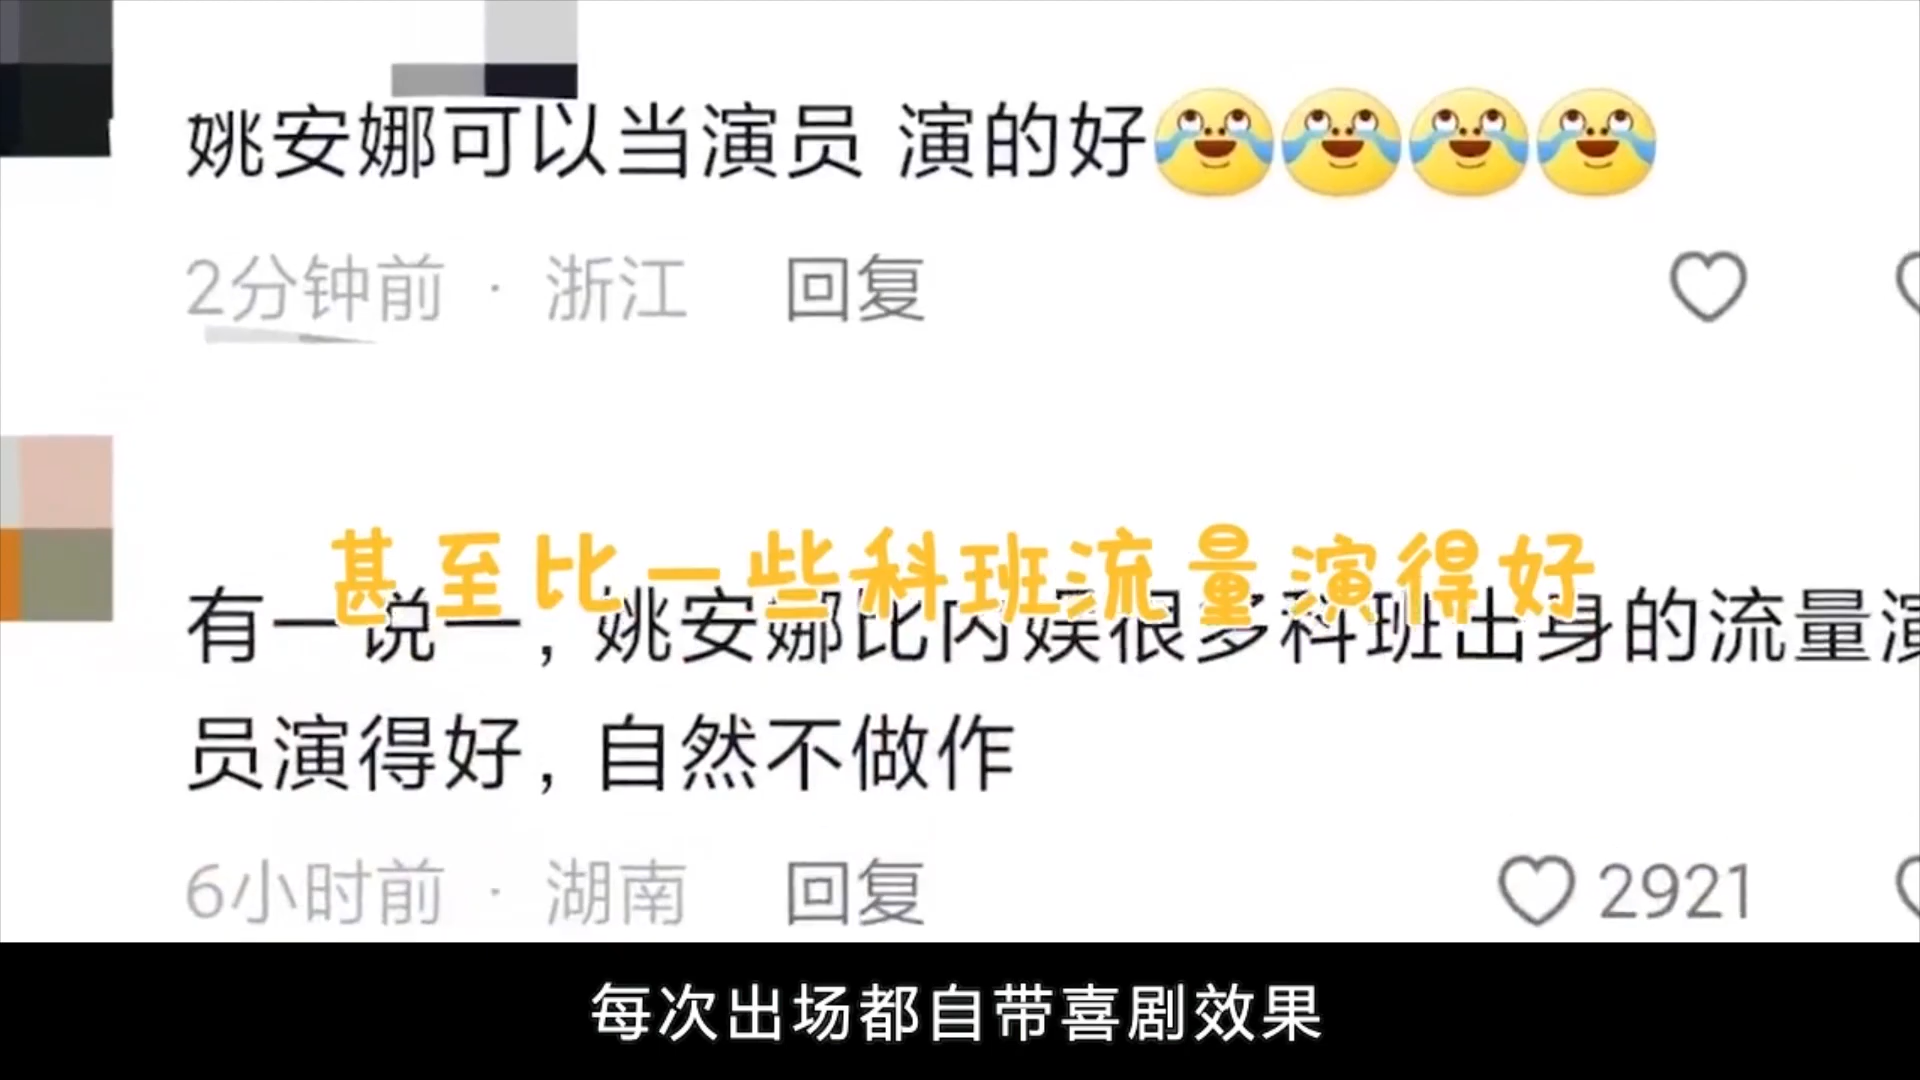 姚安娜可以当演员 演的好
2分钟前 · 浙江 回复
甚至比一些科班流量演得好
有一说一，姚安娜比内娱很多科班出身的流量演
员演得好，自然不做作
6小时前 · 湖南 回复 2921
每次出场都自带喜剧效果